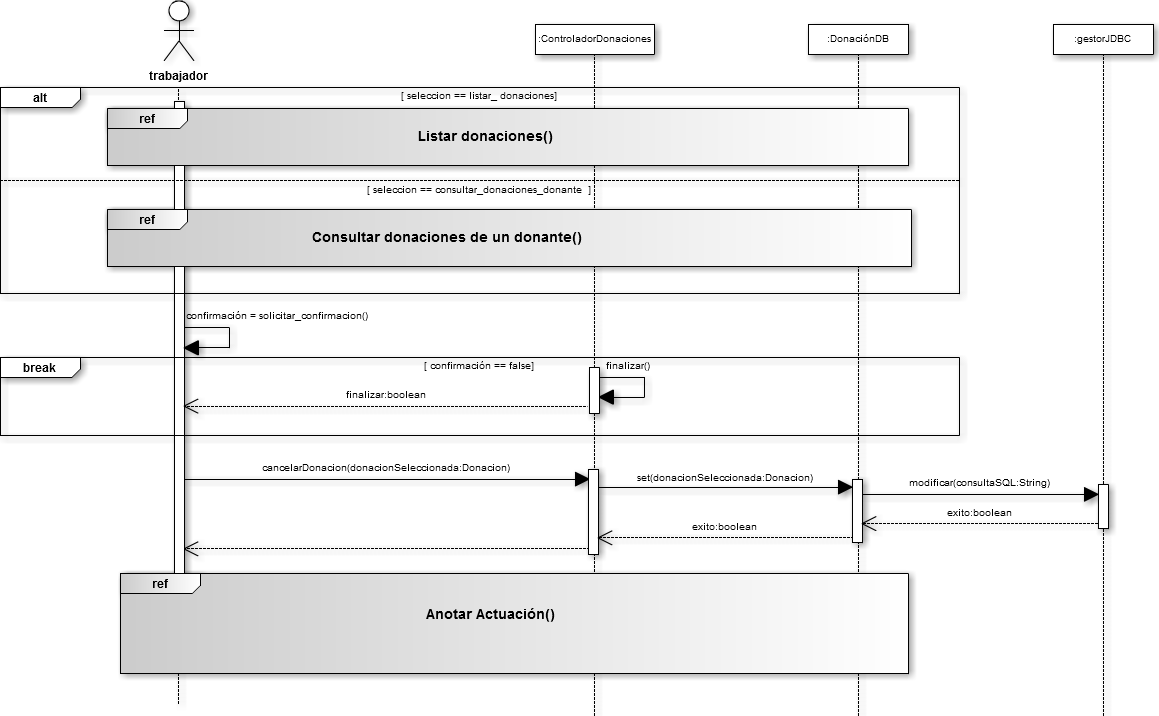 :ControladorDonaciones
:DonaciónDB
:gestorJDBC
trabajador
alt
[ seleccion == listar_ donaciones]
ref
Listar donaciones()
[ seleccion == consultar_donaciones_donante ]
ref
Consultar donaciones de un donante()
confirmación = solicitar_confirmacion()
break
[ confirmación == false]
finalizar()
finalizar:boolean
cancelarDonacion(donacionSeleccionada:Donacion)
set(donacionSeleccionada:Donacion)
modificar(consultaSQL:String)
exito:boolean
exito:boolean
ref
Anotar Actuación()